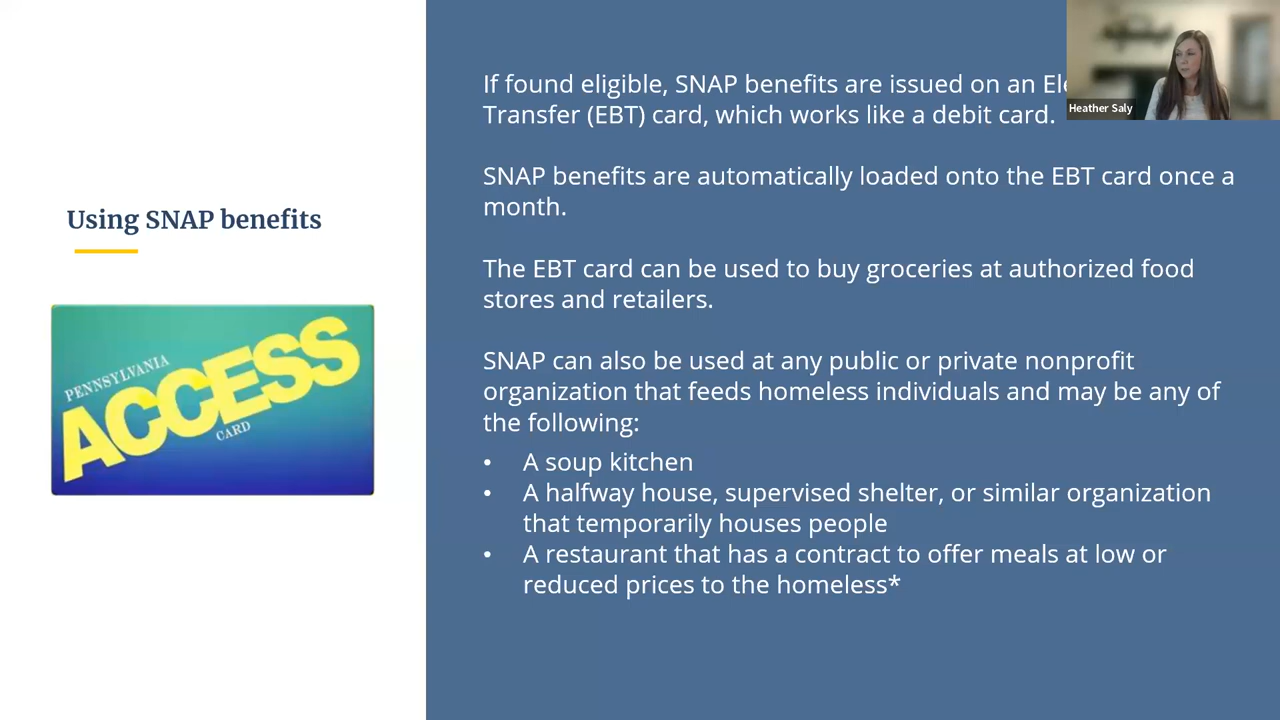 If found eligible, SNAP benefits are issued on an
Transfer (EBT) card, which works like a debit card.
Heather Saly
SNAP benefits are automatically loaded onto the EBT card once a
month.
Using SNAP benefits
The EBT card can be used to buy groceries at authorized food
stores and retailers.
PENNSYLVANIA
ACCESS
CARD
SNAP can also be used at any public or private nonprofit
organization that feeds homeless individuals and may be any of
the following:
• A soup kitchen
• A halfway house, supervised shelter, or similar organization
that temporarily houses people
• A restaurant that has a contract to offer meals at low or
reduced prices to the homeless*